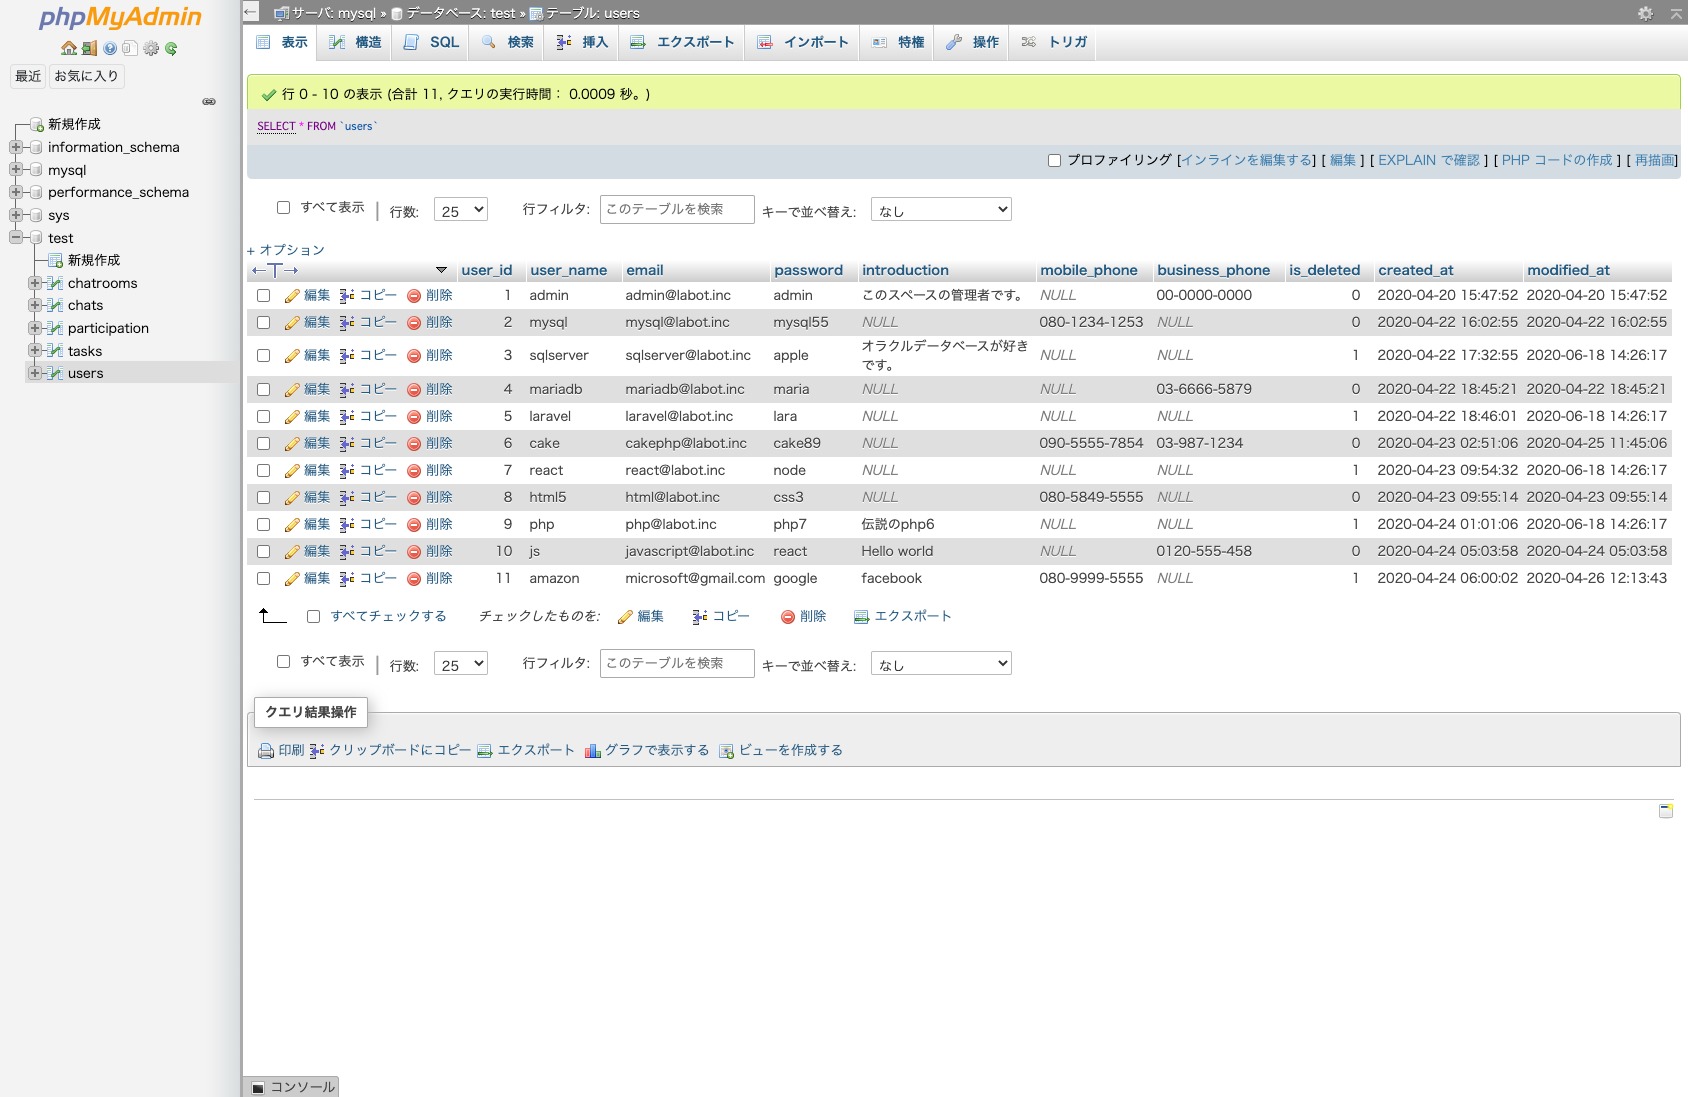 phpMyAdmin
最近 お気に入り
新規作成
information_schema
mysql
performance_schema
sys
test
新規作成
chatrooms
chats
participation
tasks
users
サーバ: mysql » データベース: test » テーブル: users
表示 構造 SQL 検索 挿入 エクスポート インポート 特権 操作 トリガ
行 0 - 10 の表示 (合計 11, クエリの実行時間： 0.0009 秒。)
SELECT * FROM `users`
プロファイリング [インラインを編集する] [ 編集 ] [ EXPLAIN で確認 ] [ PHP コードの作成 ] [ 再描画]
すべて表示 | 行数: 25 行フィルタ: このテーブルを検索 キーで並べ替え: なし
+ オプション
←T→ user_id user_name email password introduction mobile_phone business_phone is_deleted created_at modified_at
編集 コピー 削除 1 admin admin@labot.inc admin このスペースの管理者です。 NULL 00-0000-0000 0 2020-04-20 15:47:52 2020-04-20 15:47:52
編集 コピー 削除 2 mysql mysql@labot.inc mysql55 NULL 080-1234-1253 NULL 0 2020-04-22 16:02:55 2020-04-22 16:02:55
編集 コピー 削除 3 sqlserver sqlserver@labot.inc apple オラクルデータベースが好きです。 NULL NULL 1 2020-04-22 17:32:55 2020-06-18 14:26:17
編集 コピー 削除 4 mariadb mariadb@labot.inc maria NULL NULL 03-6666-5879 0 2020-04-22 18:45:21 2020-04-22 18:45:21
編集 コピー 削除 5 laravel laravel@labot.inc lara NULL NULL NULL 1 2020-04-22 18:46:01 2020-06-18 14:26:17
編集 コピー 削除 6 cake cakephp@labot.inc cake89 NULL 090-5555-7854 03-987-1234 0 2020-04-23 02:51:06 2020-04-25 11:45:06
編集 コピー 削除 7 react react@labot.inc node NULL NULL NULL 1 2020-04-23 09:54:32 2020-06-18 14:26:17
編集 コピー 削除 8 html5 html@labot.inc css3 NULL 080-5849-5555 NULL 0 2020-04-23 09:55:14 2020-04-23 09:55:14
編集 コピー 削除 9 php php@labot.inc php7 伝説のphp6 NULL NULL 1 2020-04-24 01:01:06 2020-06-18 14:26:17
編集 コピー 削除 10 js javascript@labot.inc react Hello world NULL 0120-555-458 0 2020-04-24 05:03:58 2020-04-24 05:03:58
編集 コピー 削除 11 amazon microsoft@gmail.com google facebook 080-9999-5555 NULL 1 2020-04-24 06:00:02 2020-04-26 12:13:43
すべてチェックする チェックしたものを: 編集 コピー 削除 エクスポート
すべて表示 | 行数: 25 行フィルタ: このテーブルを検索 キーで並べ替え: なし
クエリ結果操作
印刷 クリップボードにコピー エクスポート グラフで表示する ビューを作成する
コンソール